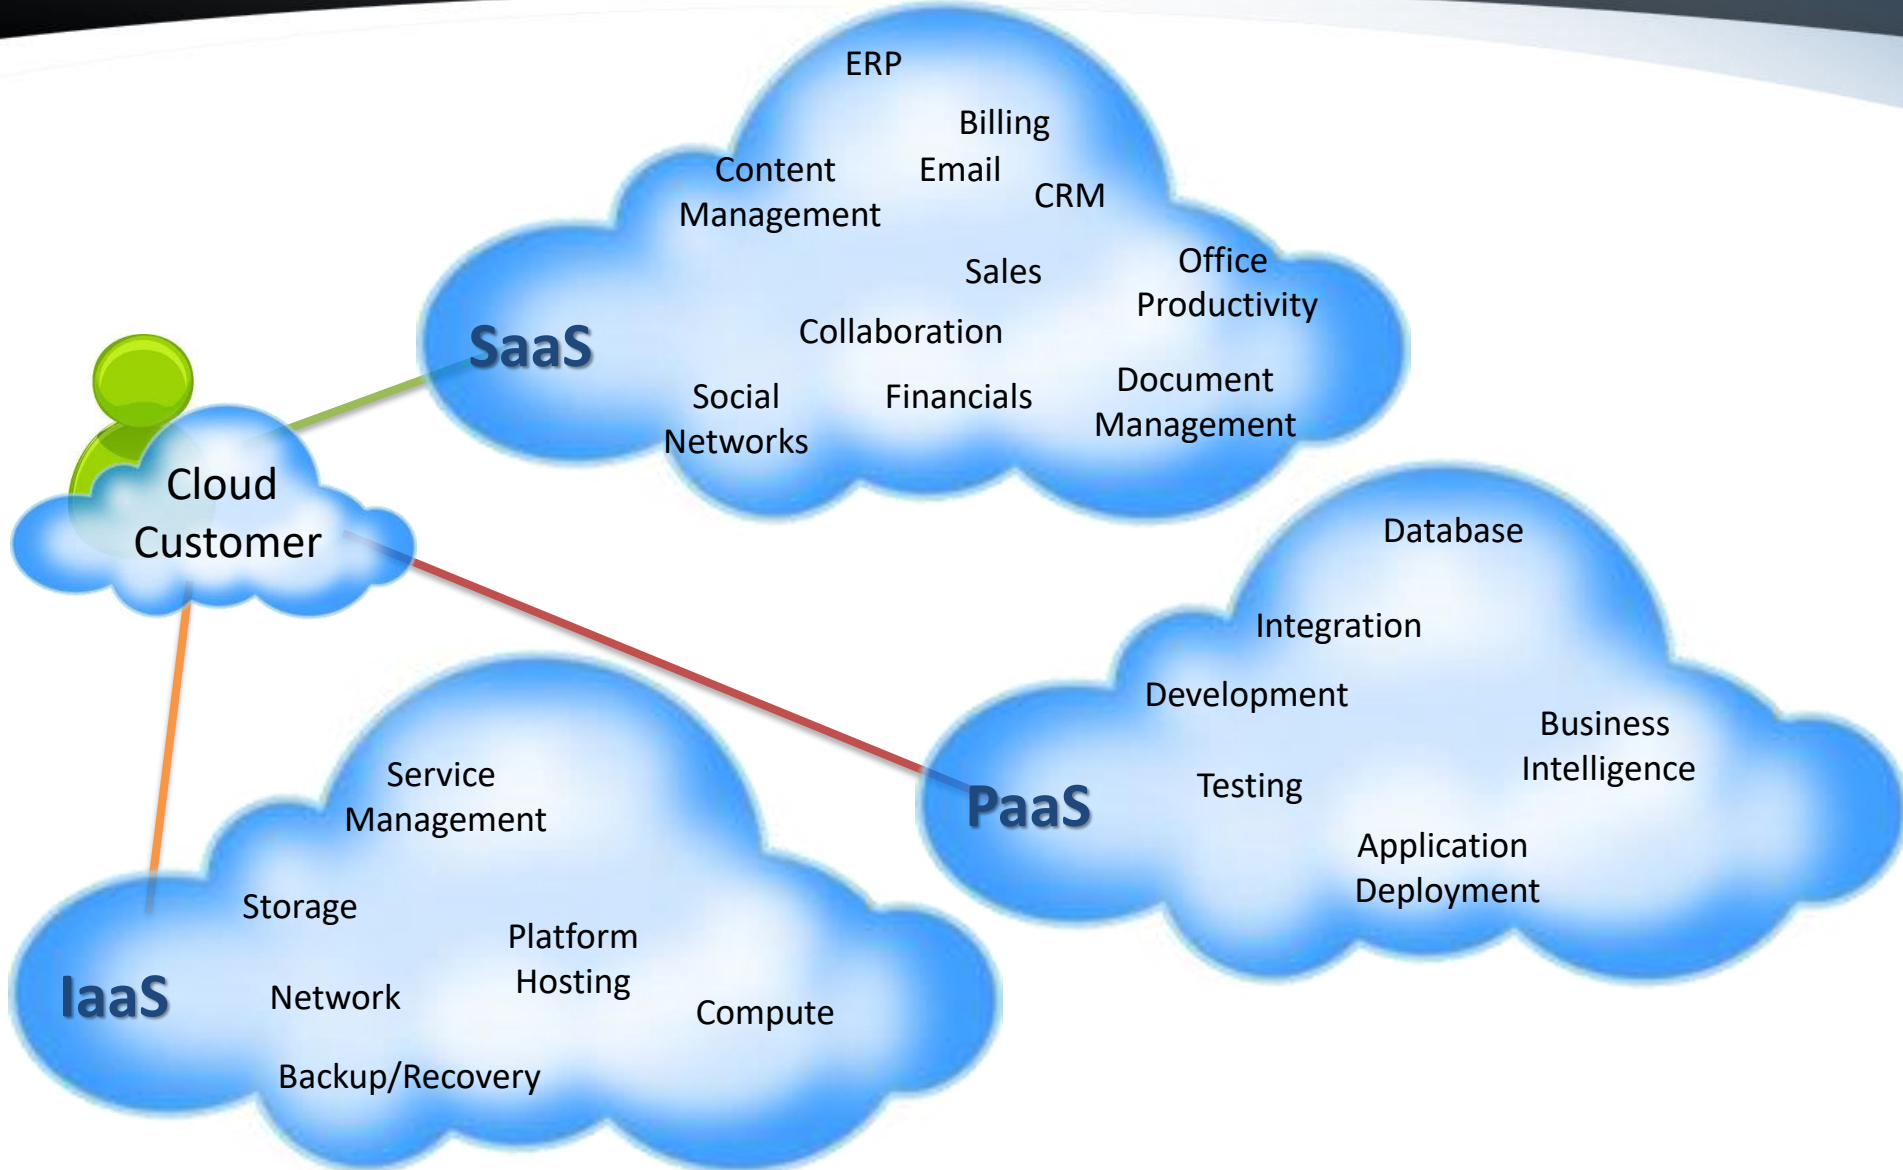 ERP
Billing
Content
Management
Email
CRM
Sales
Office
Productivity
SaaS
Collaboration
Social
Networks
Financials
Document
Management
Cloud
Customer
Database
Integration
Development
Business
Intelligence
PaaS
Testing
Application
Deployment
Service
Management
Storage
Platform
Hosting
IaaS
Network
Compute
Backup/Recovery